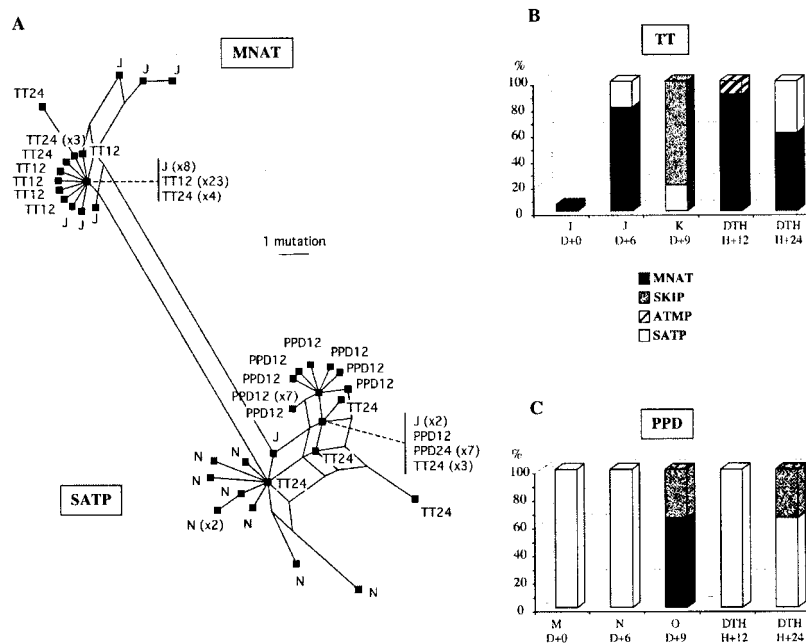 A
MNAT
J
J
J
TT24
TT24 (x3)
TT24
TT12
TT12
TT12
TT12
TT12
J
J
J
J (x8)
TT12 (x23)
TT24 (x4)
1 mutation
PPD12
PPD12
PPD12
PPD12
PPD12
PPD12
PPD12 (x7)
PPD12
TT24
J (x2)
PPD12
PPD24 (x7)
TT24 (x3)
J
TT24
TT24
TT24
N
N
N
N
N
N (x2)
N
N
SATP
B
TT
%
100
80
60
40
20
0
I
J
K
DTH
DTH
D+0
D+6
D+9
H+12
H+24
MNAT
SKIP
ATMP
SATP
C
PPD
%
100
80
60
40
20
0
M
N
O
DTH
DTH
D+0
D+6
D+9
H+12
H+24